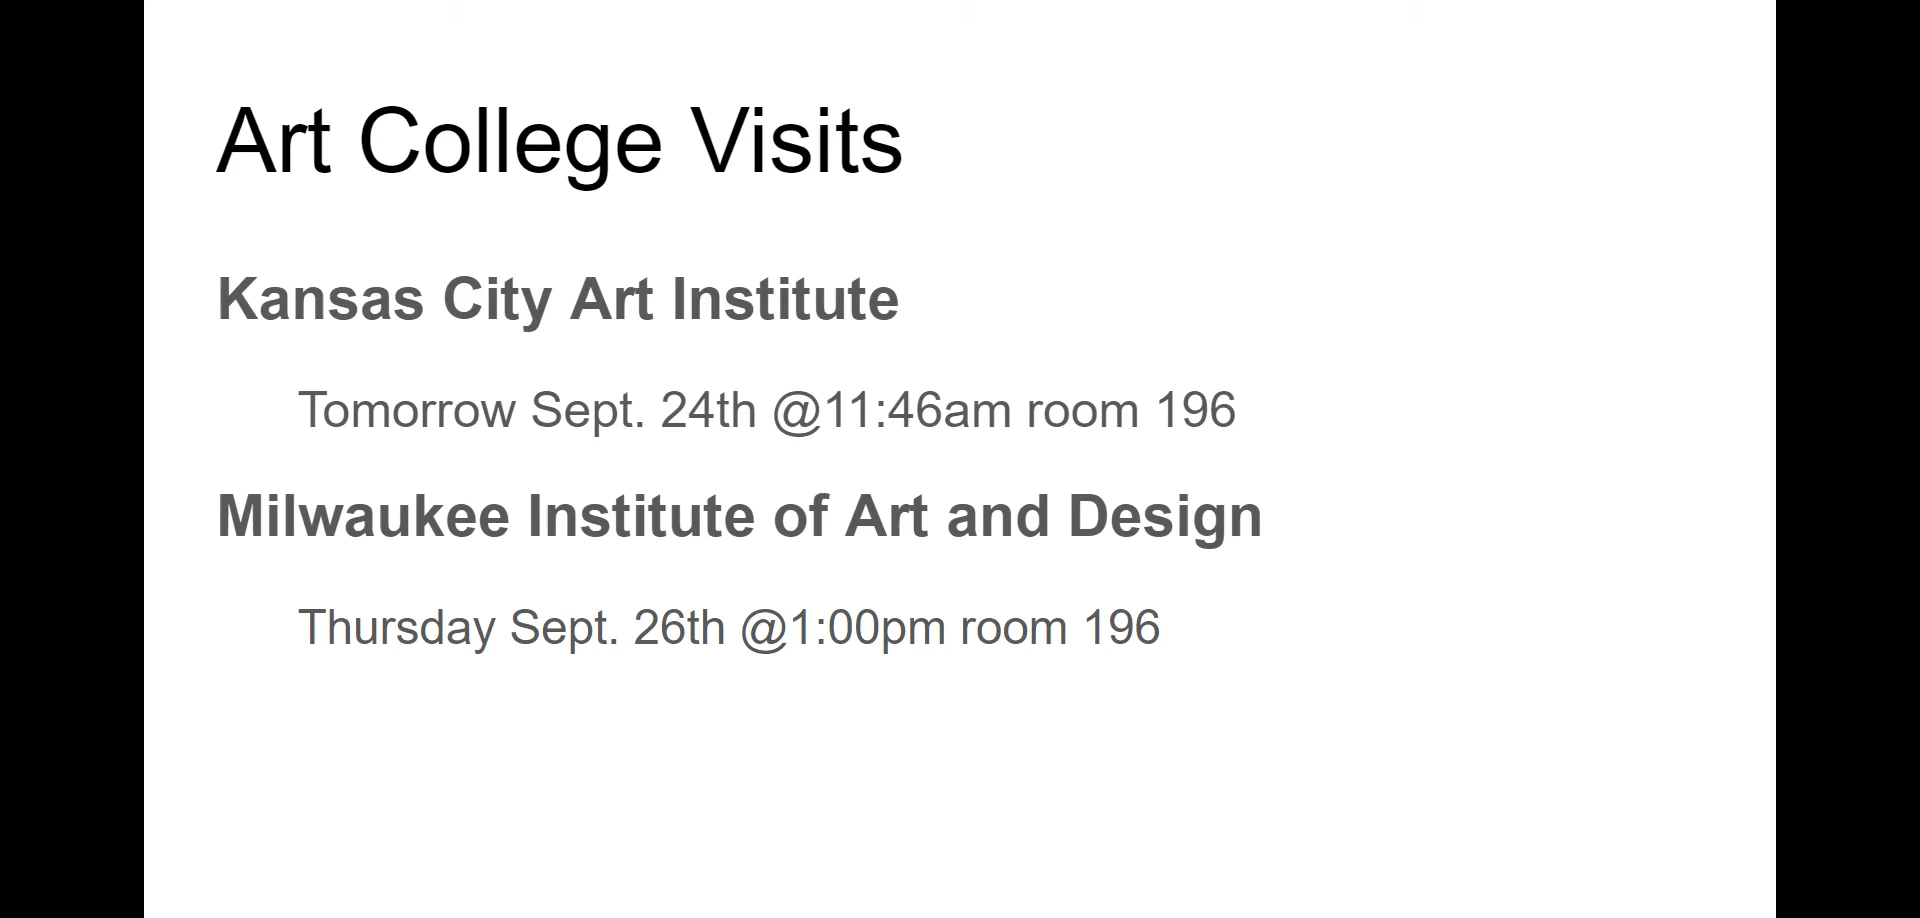 Art College Visits
Kansas City Art Institute
Tomorrow Sept. 24th @11:46am room 196
Milwaukee Institute of Art and Design
Thursday Sept. 26th @1:00pm room 196